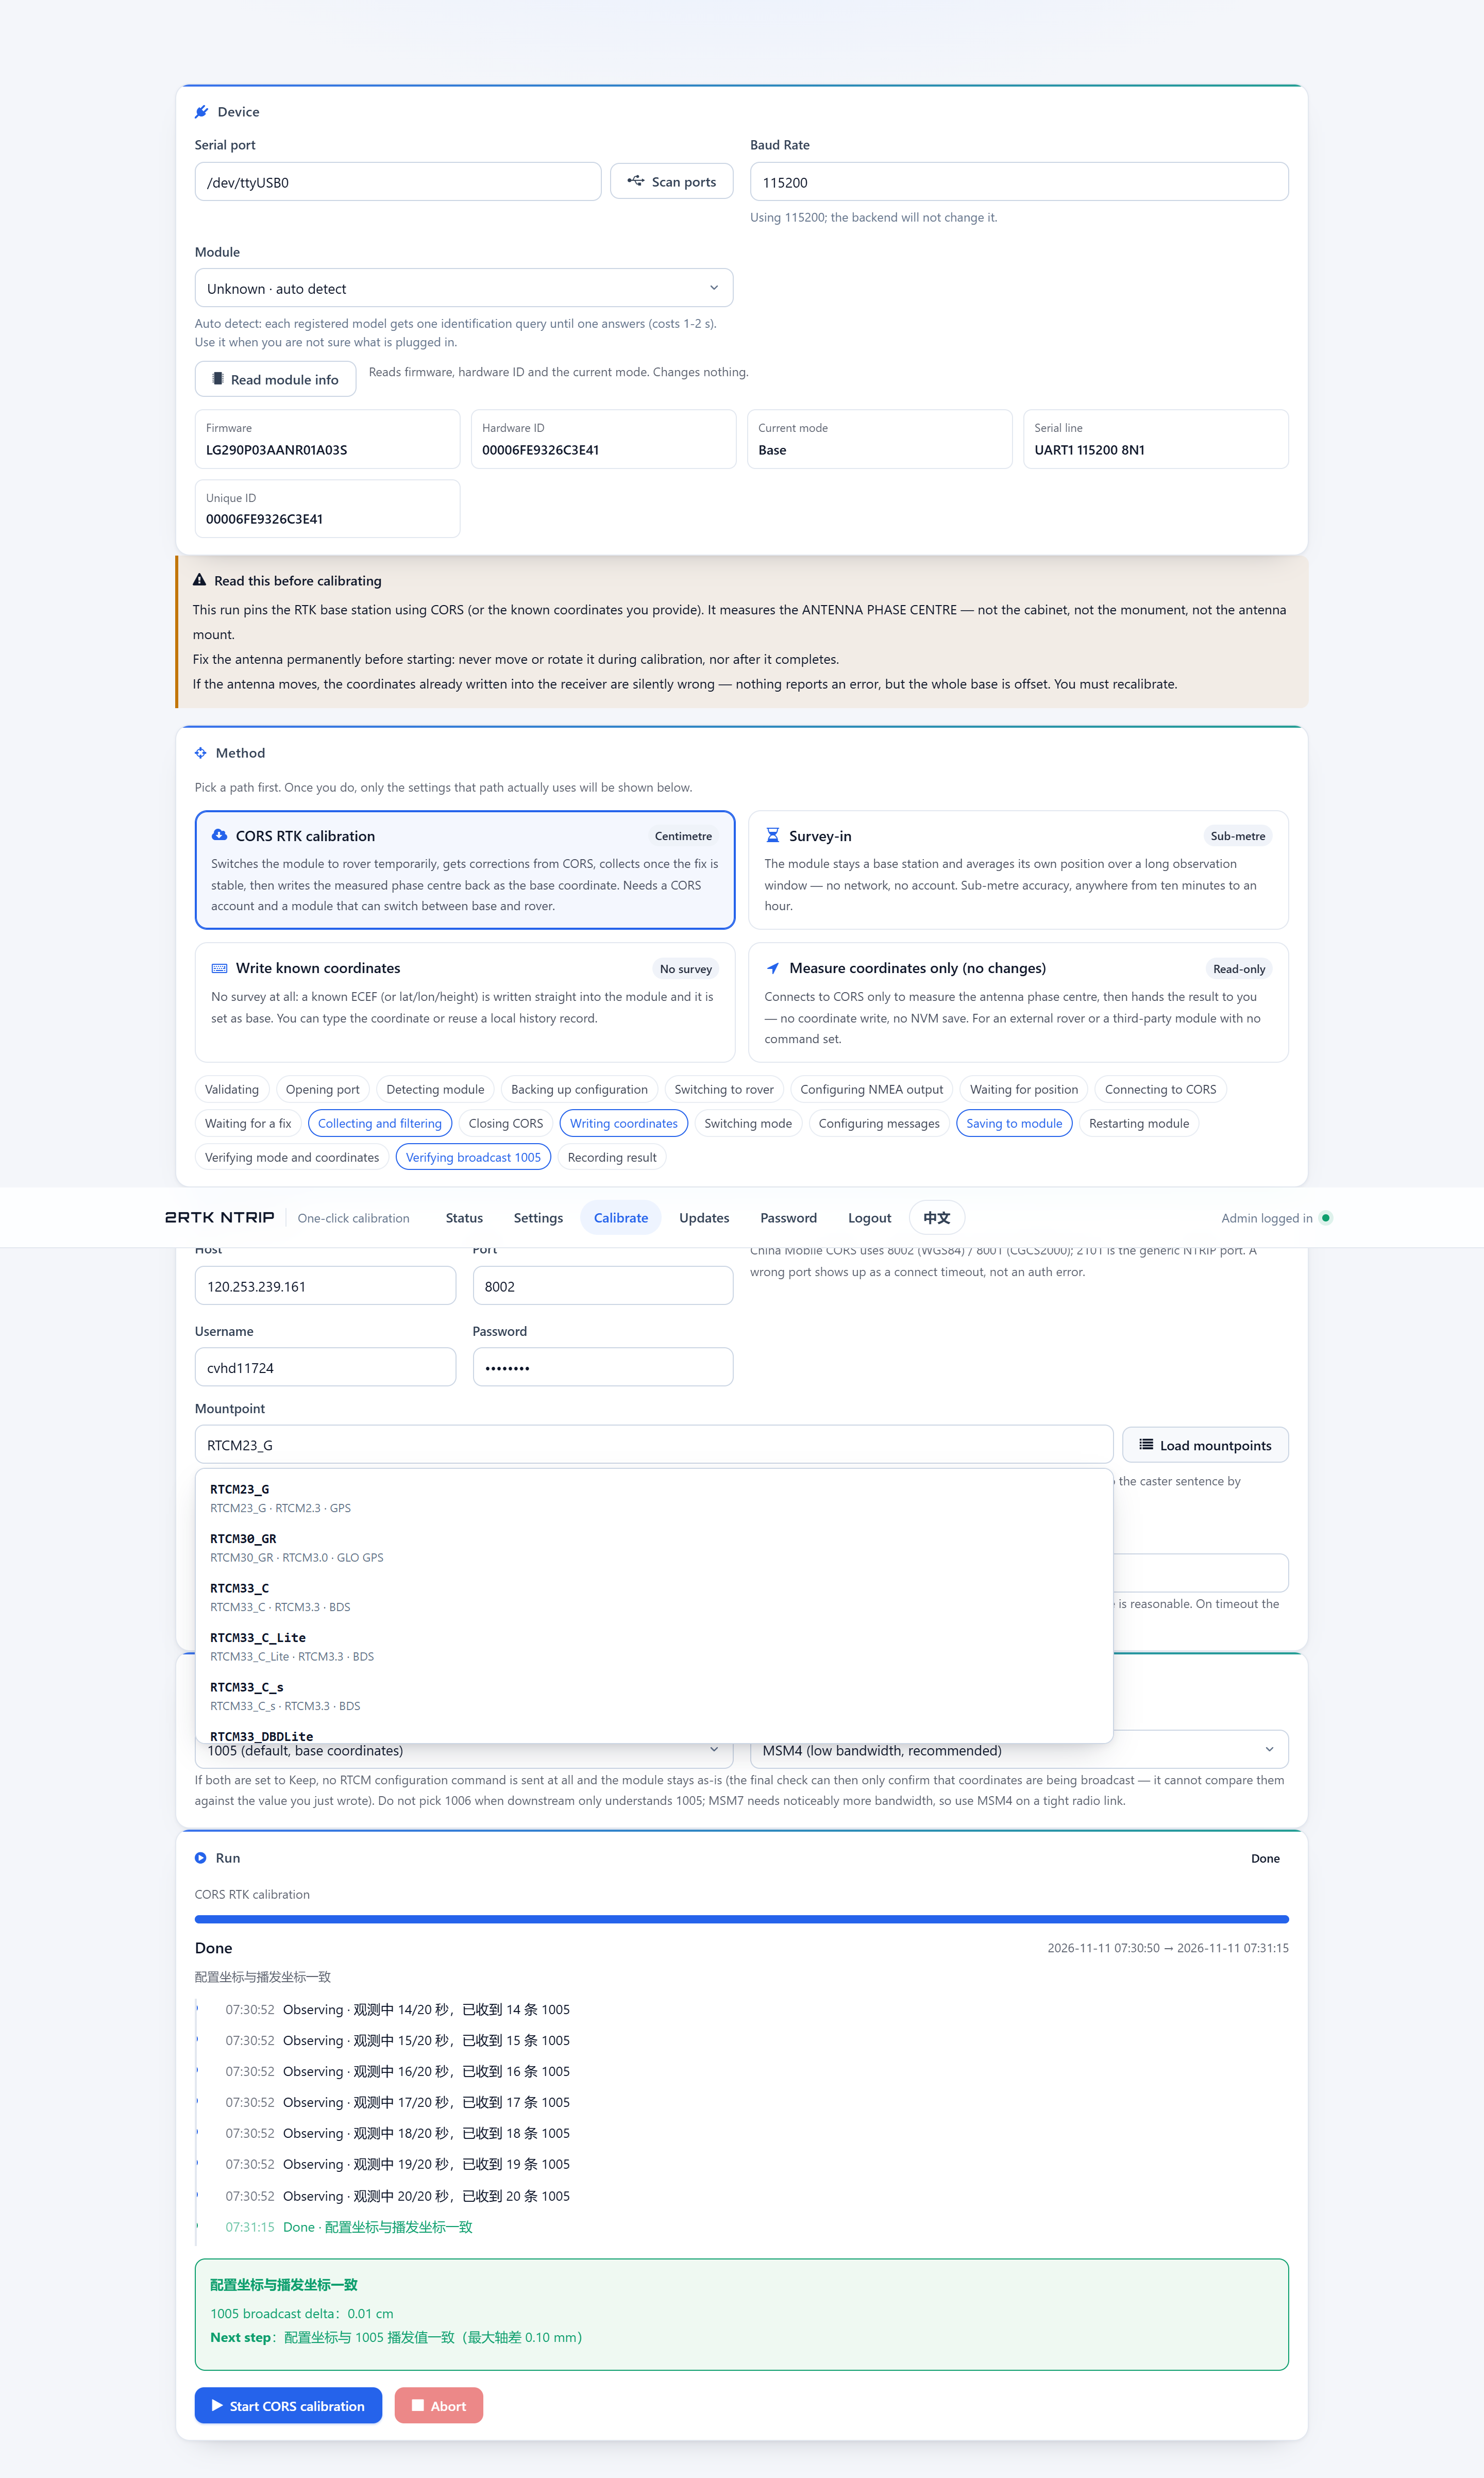 Device
Serial port
Baud Rate
/dev/ttyUSB0
Scan ports
115200
Using 115200; the backend will not change it.
Module
Unknown · auto detect
Auto detect: each registered model gets one identification query until one answers (costs 1-2 s).
Use it when you are not sure what is plugged in.
Read module info
Reads firmware, hardware ID and the current mode. Changes nothing.
Firmware
LG290P03AANR01A03S
Hardware ID
00006FE9326C3E41
Current mode
Base
Serial line
UART1 115200 8N1
Unique ID
00006FE9326C3E41
Read this before calibrating
This run pins the RTK base station using CORS (or the known coordinates you provide). It measures the ANTENNA PHASE CENTRE — not the cabinet, not the monument, not the antenna
mount.
Fix the antenna permanently before starting: never move or rotate it during calibration, nor after it completes.
If the antenna moves, the coordinates already written into the receiver are silently wrong — nothing reports an error, but the whole base is offset. You must recalibrate.
Method
Pick a path first. Once you do, only the settings that path actually uses will be shown below.
CORS RTK calibration
Centimetre
Switches the module to rover temporarily, gets corrections from CORS, collects once the fix is
stable, then writes the measured phase centre back as the base coordinate. Needs a CORS
account and a module that can switch between base and rover.
Survey-in
Sub-metre
The module stays a base station and averages its own position over a long observation
window — no network, no account. Sub-metre accuracy, anywhere from ten minutes to an
hour.
Write known coordinates
No survey
No survey at all: a known ECEF (or lat/lon/height) is written straight into the module and it is
set as base. You can type the coordinate or reuse a local history record.
Measure coordinates only (no changes)
Read-only
Connects to CORS only to measure the antenna phase centre, then hands the result to you
— no coordinate write, no NVM save. For an external rover or a third-party module with no
command set.
Validating
Opening port
Detecting module
Backing up configuration
Switching to rover
Configuring NMEA output
Waiting for position
Connecting to CORS
Waiting for a fix
Collecting and filtering
Closing CORS
Writing coordinates
Switching mode
Configuring messages
Saving to module
Restarting module
Verifying mode and coordinates
Verifying broadcast 1005
Recording result
2RTK NTRIP
One-click calibration
Status
Settings
Calibrate
Updates
Password
Logout
中文
Admin logged in
Host
Port
China Mobile CORS uses 8002 (WGS84) / 8001 (CGCS2000); 2101 is the generic NTRIP port. A
wrong port shows up as a connect timeout, not an auth error.
120.253.239.161
8002
Username
Password
cvhd11724
••••••••
Mountpoint
RTCM23_G
Load mountpoints
the caster sentence by
RTCM23_G
RTCM23_G · RTCM2.3 · GPS
RTCM30_GR
RTCM30_GR · RTCM3.0 · GLO GPS
RTCM33_C
RTCM33_C · RTCM3.3 · BDS
is reasonable. On timeout the
RTCM33_C_Lite
RTCM33_C_Lite · RTCM3.3 · BDS
RTCM33_C_s
RTCM33_C_s · RTCM3.3 · BDS
RTCM33_DBDLite
1005 (default, base coordinates)
MSM4 (low bandwidth, recommended)
If both are set to Keep, no RTCM configuration command is sent at all and the module stays as-is (the final check can then only confirm that coordinates are being broadcast — it cannot compare them
against the value you just wrote). Do not pick 1006 when downstream only understands 1005; MSM7 needs noticeably more bandwidth, so use MSM4 on a tight radio link.
Run
Done
CORS RTK calibration
Done
2026-11-11 07:30:50 → 2026-11-11 07:31:15
配置坐标与播发坐标一致
07:30:52 Observing · 观测中 14/20 秒，已收到 14 条 1005
07:30:52 Observing · 观测中 15/20 秒，已收到 15 条 1005
07:30:52 Observing · 观测中 16/20 秒，已收到 16 条 1005
07:30:52 Observing · 观测中 17/20 秒，已收到 17 条 1005
07:30:52 Observing · 观测中 18/20 秒，已收到 18 条 1005
07:30:52 Observing · 观测中 19/20 秒，已收到 19 条 1005
07:30:52 Observing · 观测中 20/20 秒，已收到 20 条 1005
07:31:15 Done · 配置坐标与播发坐标一致
配置坐标与播发坐标一致
1005 broadcast delta：0.01 cm
Next step：配置坐标与 1005 播发值一致（最大轴差 0.10 mm）
Start CORS calibration
Abort